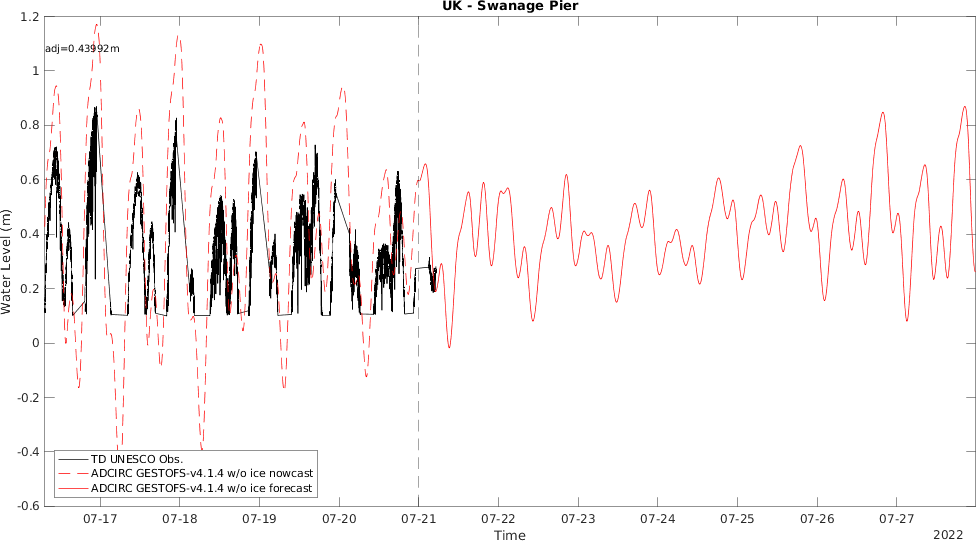 UK - Swanage Pier
adj=0.43992m
Water Level (m)
1.2
1
0.8
0.6
0.4
0.2
0
-0.2
-0.4
-0.6
TD UNESCO Obs.
ADCIRC GESTOFS-v4.1.4 w/o ice nowcast
ADCIRC GESTOFS-v4.1.4 w/o ice forecast
07-17 07-18 07-19 07-20 07-21 07-22 07-23 07-24 07-25 07-26 07-27
Time
2022